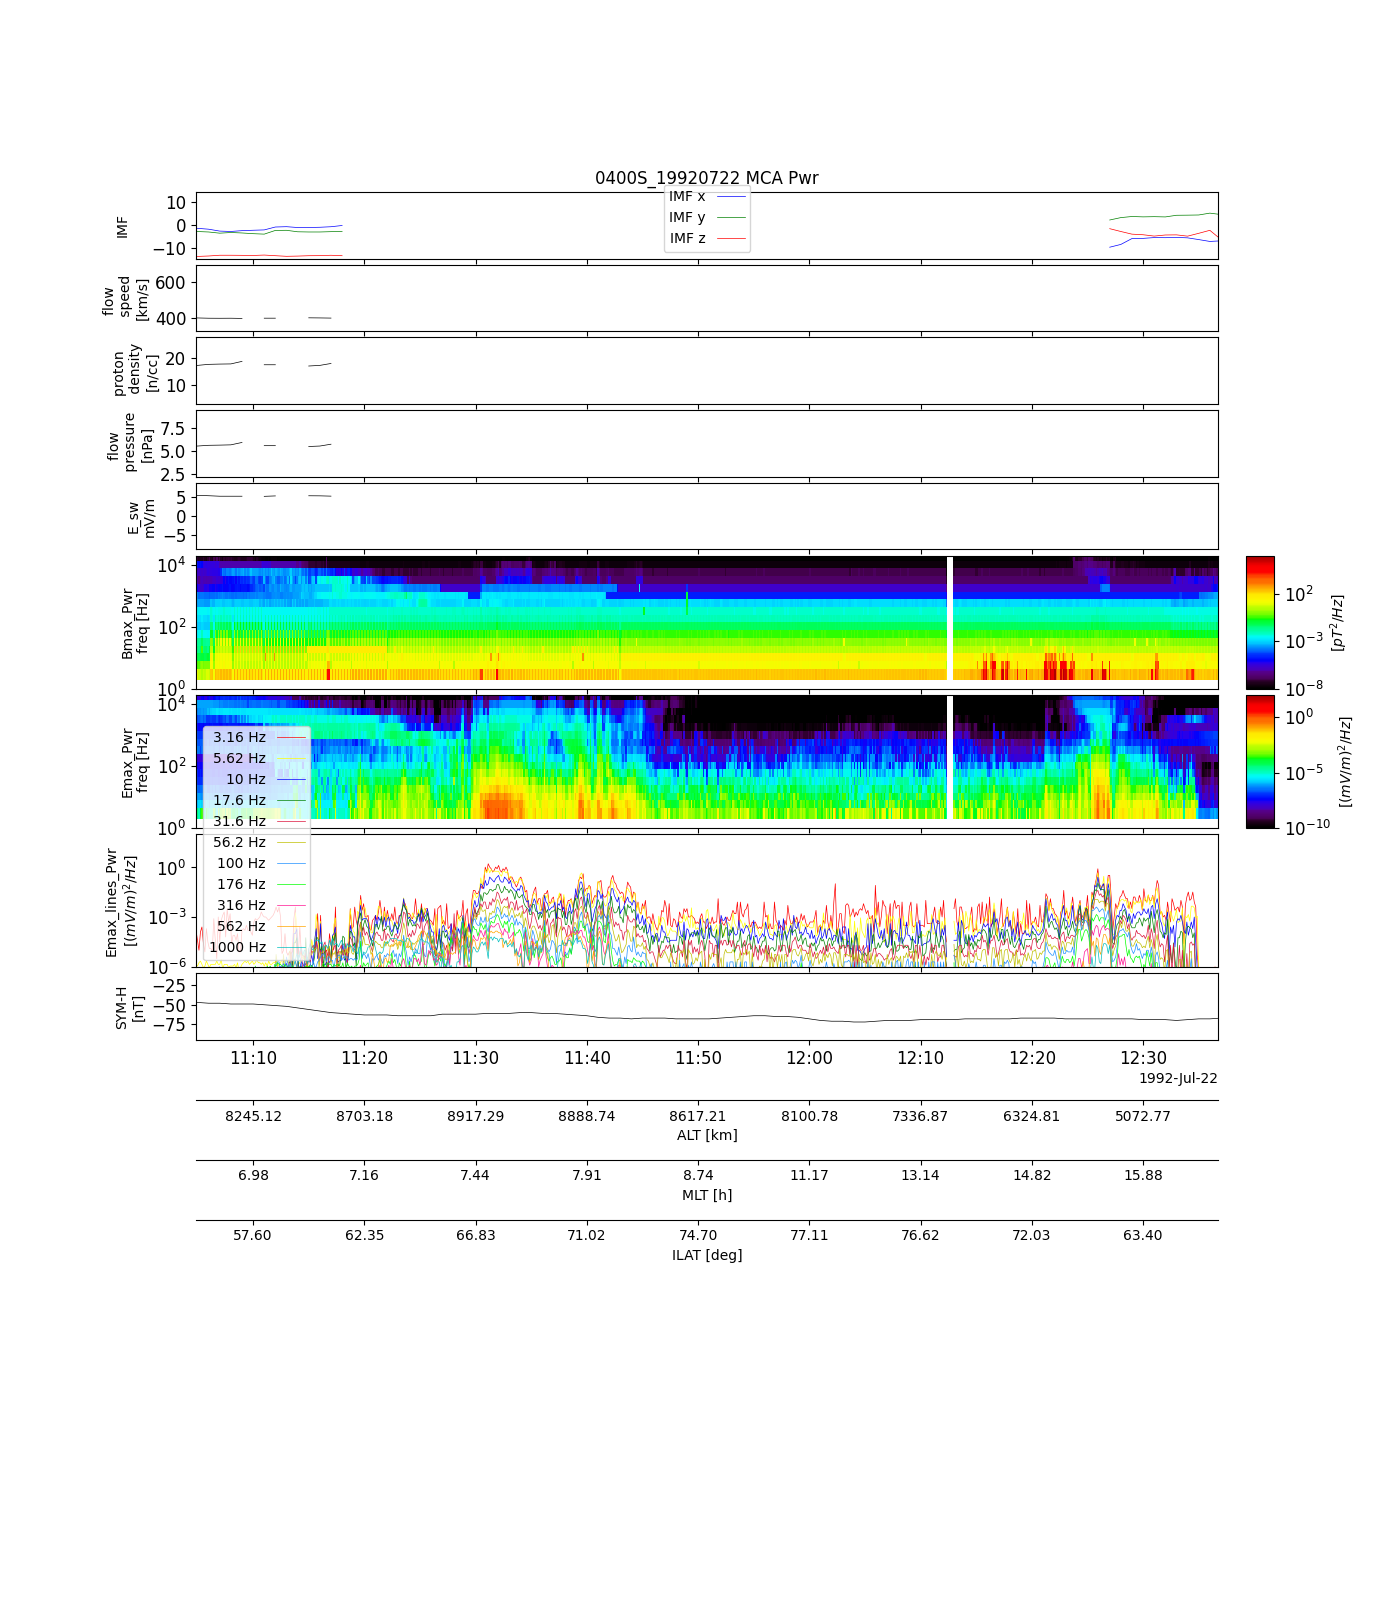 0400S_19920722 MCA Pwr
10
0
−10
IMF
IMF x
IMF y
IMF z
600
400
flow
speed
[km/s]
20
10
proton
density
[n/cc]
7.5
5.0
2.5
flow
pressure
[nPa]
5
0
−5
E_sw
mV/m
10^4
10^2
10^0
Bmax_Pwr
freq [Hz]
10^2
10^−3
10^−8
[pT^2/Hz]
10^4
10^2
10^0
Emax_Pwr
freq [Hz]
10^0
10^−5
10^−10
[(mV/m)^2/Hz]
3.16 Hz
5.62 Hz
10 Hz
17.6 Hz
31.6 Hz
56.2 Hz
100 Hz
176 Hz
316 Hz
562 Hz
1000 Hz
10^0
10^−3
10^−6
Emax_lines_Pwr
[(mV/m)^2/Hz]
−25
−50
−75
SYM-H
[nT]
11:10 11:20 11:30 11:40 11:50 12:00 12:10 12:20 12:30
1992-Jul-22
8245.12 8703.18 8917.29 8888.74 8617.21 8100.78 7336.87 6324.81 5072.77
ALT [km]
6.98 7.16 7.44 7.91 8.74 11.17 13.14 14.82 15.88
MLT [h]
57.60 62.35 66.83 71.02 74.70 77.11 76.62 72.03 63.40
ILAT [deg]